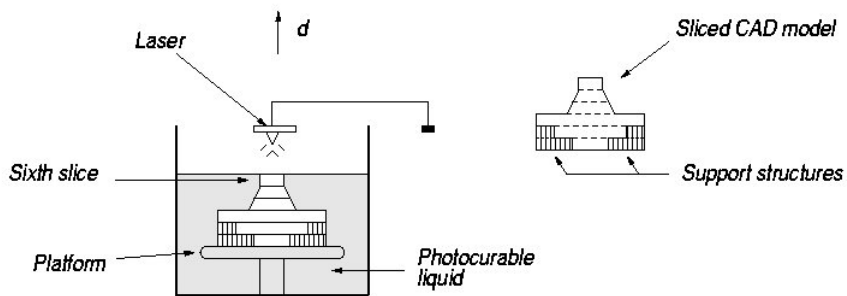 d
Laser
Sliced CAD model
Sixth slice
Support structures
Platform
Photocurable
liquid